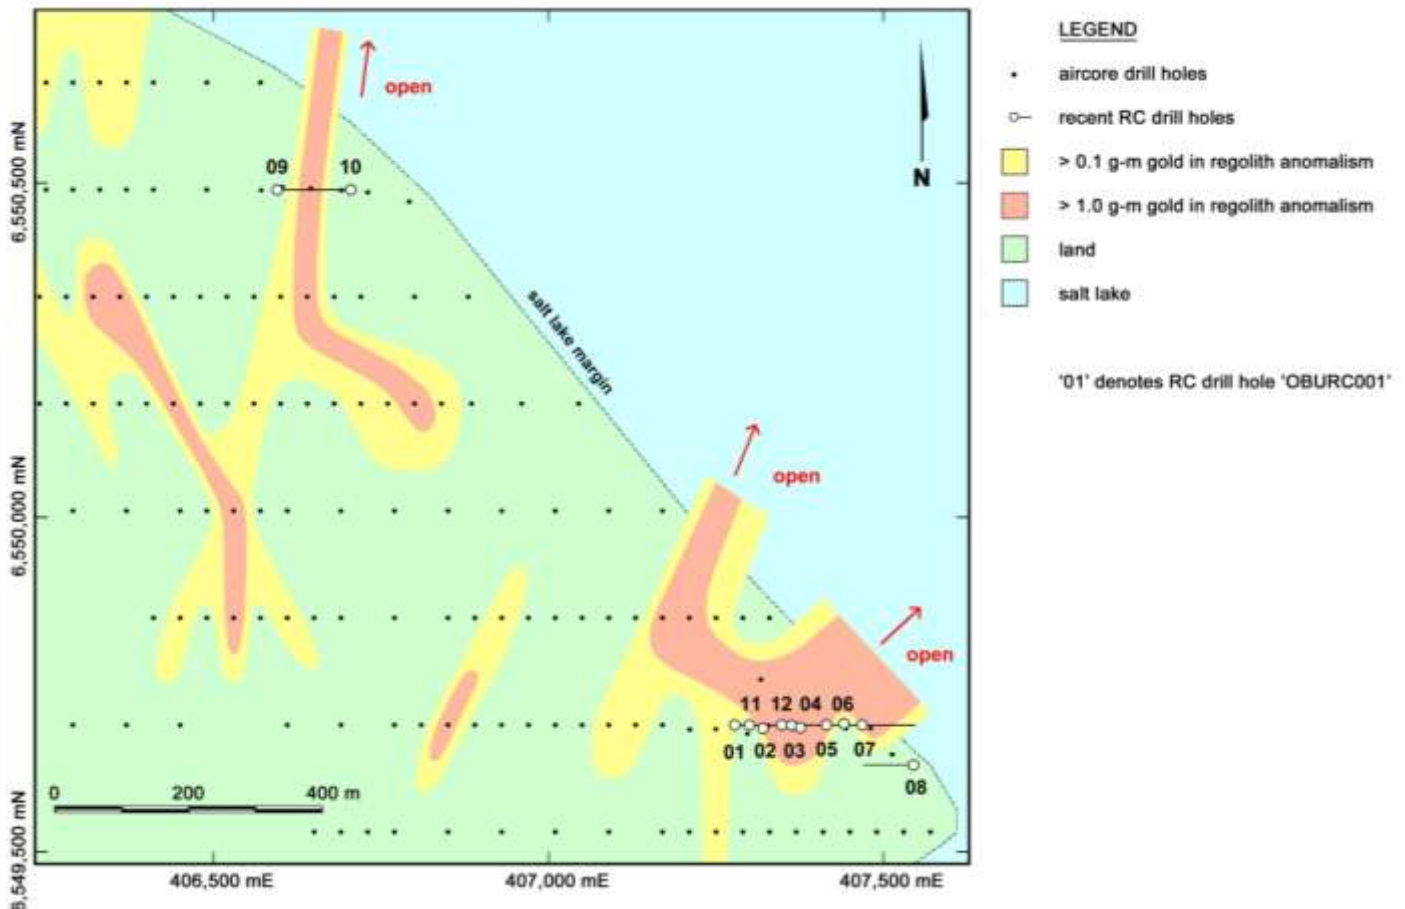 LEGEND
aircore drill holes
recent RC drill holes
> 0.1 g-m gold in regolith anomalism
> 1.0 g-m gold in regolith anomalism
land
salt lake
'01' denotes RC drill hole 'OBURC001'
open
N
09 10
6,550,500 mN
salt lake margin
open
6,550,000 mN
open
11 12 04 06
01 02 03 05 07
08
0 200 400 m
6,549,500 mN
406,500 mE 407,000 mE 407,500 mE